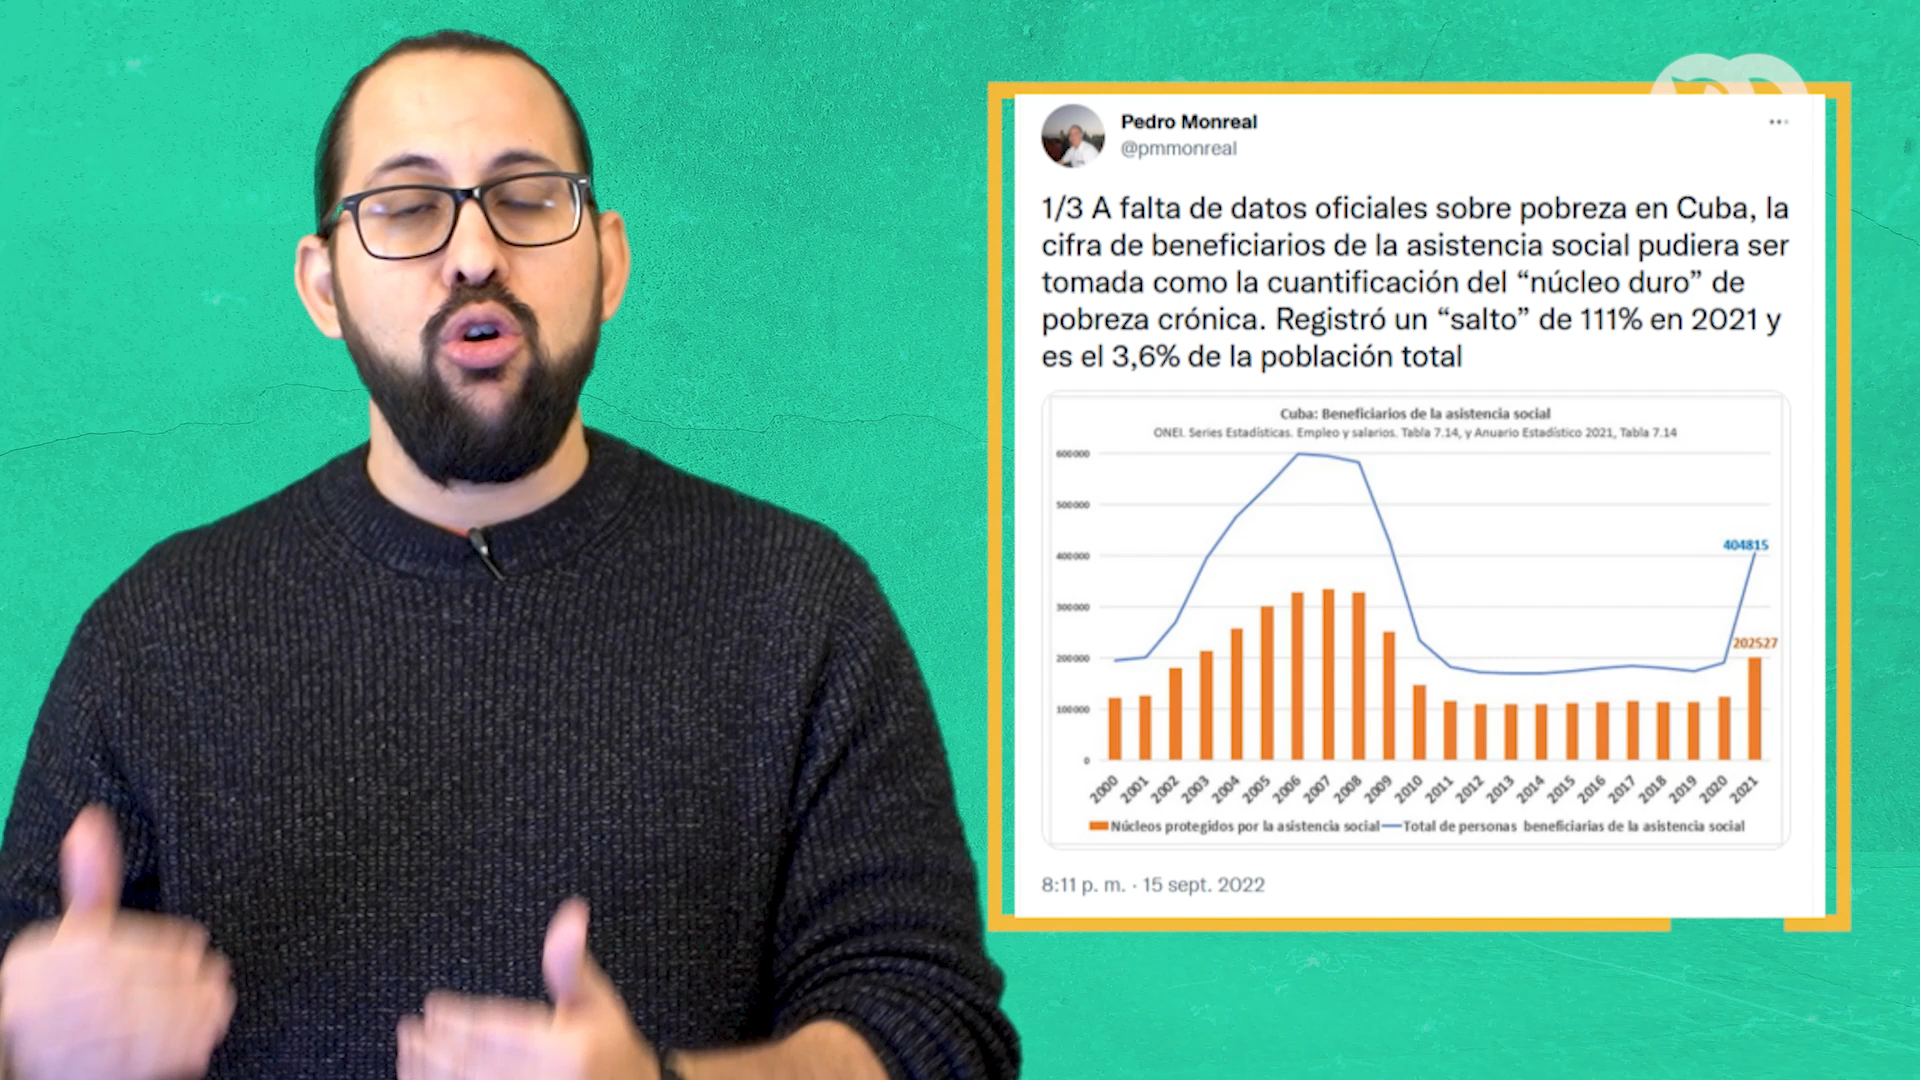 Pedro Monreal
@pmmonreal
1/3 A falta de datos oficiales sobre pobreza en Cuba, la
cifra de beneficiarios de la asistencia social pudiera ser
tomada como la cuantificación del “núcleo duro” de
pobreza crónica. Registró un “salto” de 111% en 2021 y
es el 3,6% de la población total
Cuba: Beneficiarios de la asistencia social
ONEI. Series Estadísticas. Empleo y salarios. Tabla 7.14, y Anuario Estadístico 2021, Tabla 7.14
600000
500000
400000
300000
200000
100000
0
404815
202527
2000 2001 2002 2003 2004 2005 2006 2007 2008 2009 2010 2011 2012 2013 2014 2015 2016 2017 2018 2019 2020 2021
Núcleos protegidos por la asistencia social Total de personas beneficiarias de la asistencia social
8:11 p. m. · 15 sept. 2022